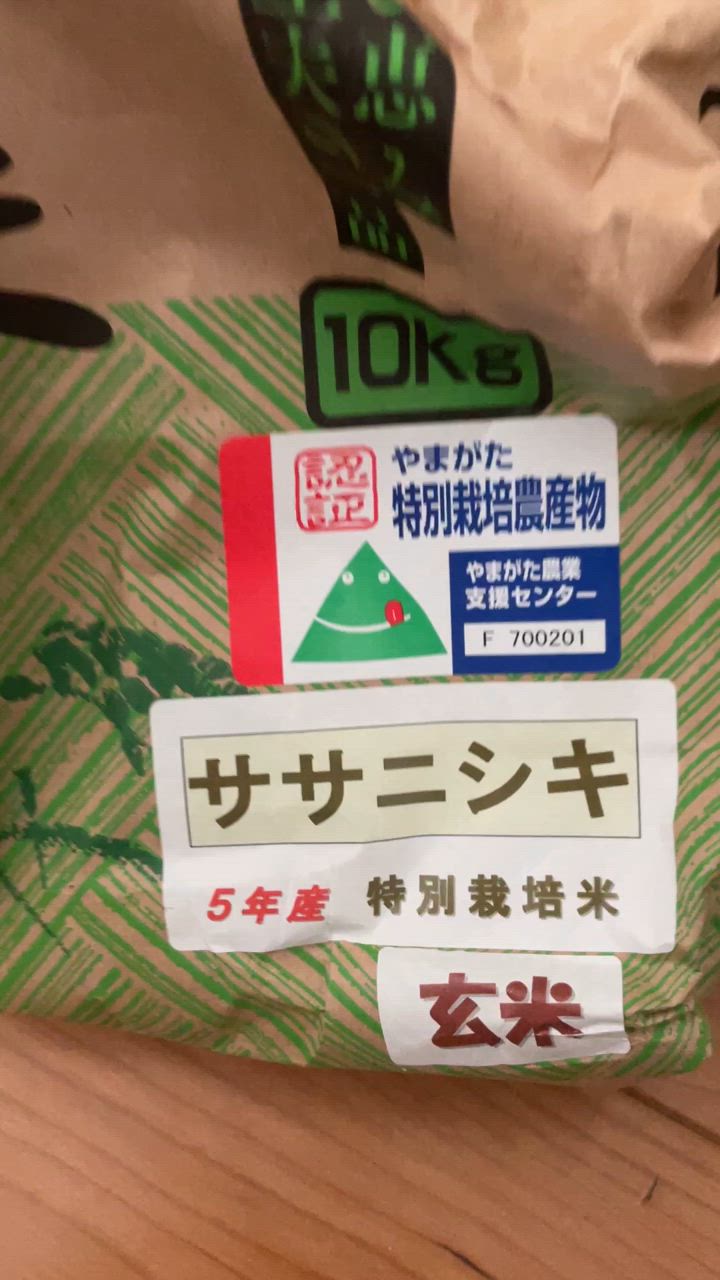 10Kg
認証
やまがた
特別栽培農産物
やまがた農業
支援センター
F 700201
ササニシキ
5年産 特別栽培米
玄米